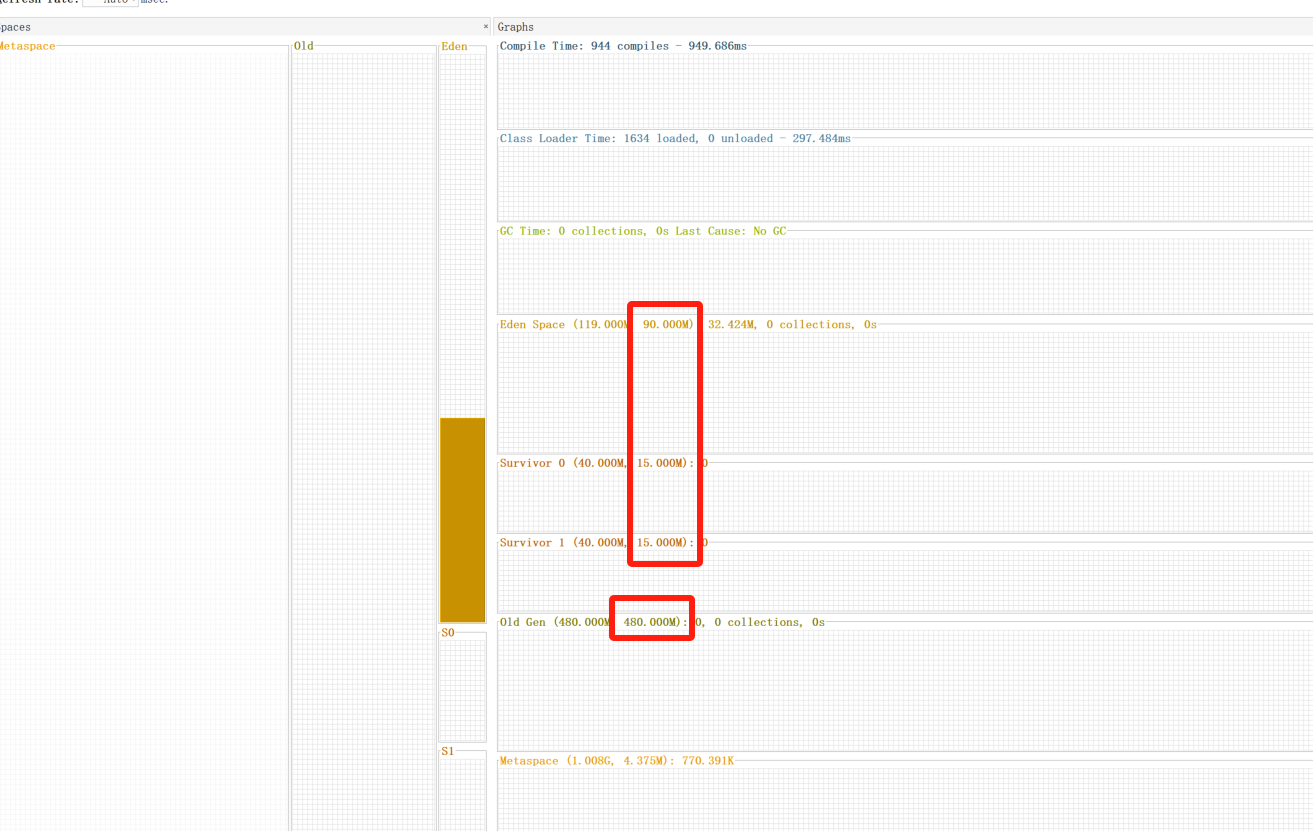 Refresh rate: Auto msec.
Spaces × Graphs
Metaspace
Old
Eden
Compile Time: 944 compiles - 949.686ms
Class Loader Time: 1634 loaded, 0 unloaded - 297.484ms
GC Time: 0 collections, 0s Last Cause: No GC
Eden Space (119.000M, 90.000M): 32.424M, 0 collections, 0s
Survivor 0 (40.000M, 15.000M): 0
Survivor 1 (40.000M, 15.000M): 0
Old Gen (480.000M, 480.000M): 0, 0 collections, 0s
S0
S1
Metaspace (1.008G, 4.375M): 770.391K